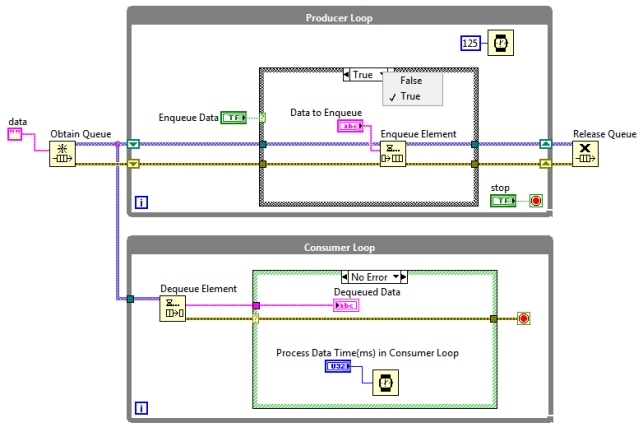 Producer Loop
125
True
False
✓ True
data
Obtain Queue
Enqueue Data
TF
?
Data to Enqueue
abc
Enqueue Element
Release Queue
stop
TF
i
Consumer Loop
No Error
Dequeue Element
Dequeued Data
abc
?
Process Data Time(ms) in Consumer Loop
U32
i